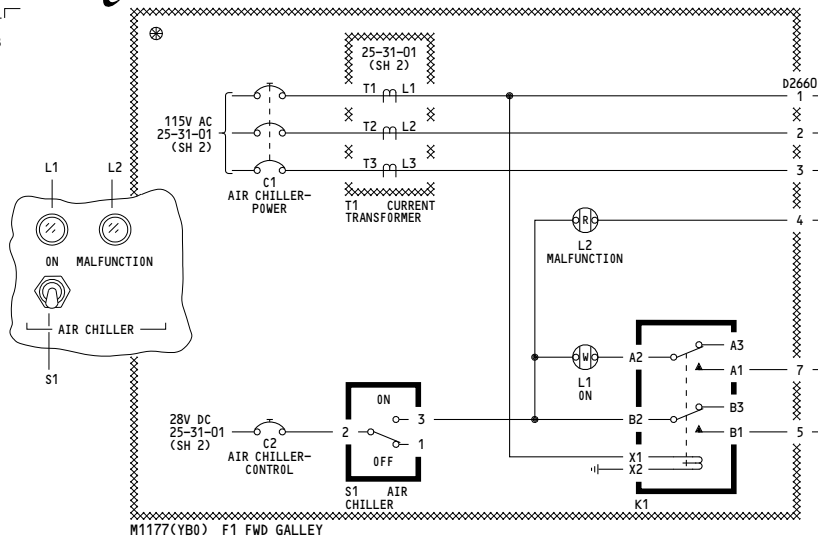 25-31-01
(SH 2)
D2660
T1 L1
1
115V AC
25-31-01
(SH 2)
T2 L2
2
T3 L3
3
C1
AIR CHILLER-
POWER
T1 CURRENT
TRANSFORMER
L1 L2
ON MALFUNCTION
AIR CHILLER
S1
R
4
L2
MALFUNCTION
W
L1
ON
A2
A3
A1
7
B2
B3
B1
5
X1
X2
K1
28V DC
25-31-01
(SH 2)
C2
AIR CHILLER-
CONTROL
ON
2
3
1
OFF
S1 AIR
CHILLER
M1177(YB0) F1 FWD GALLEY